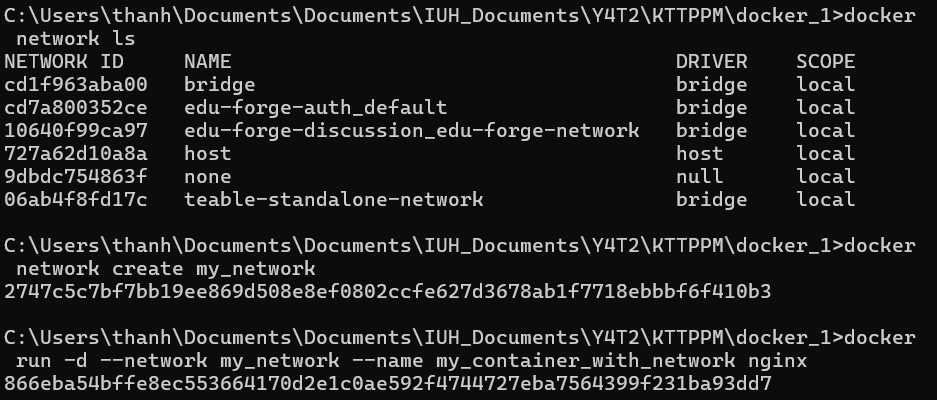 C:\Users\thanh\Documents\Documents\IUH_Documents\Y4T2\KTTPPM\docker_1>docker
 network ls
NETWORK ID     NAME                                     DRIVER    SCOPE
cd1f963aba00   bridge                                   bridge    local
cd7a800352ce   edu-forge-auth_default                   bridge    local
10640f99ca97   edu-forge-discussion_edu-forge-network   bridge    local
727a62d10a8a   host                                     host      local
9dbdc754863f   none                                     null      local
06ab4f8fd17c   teable-standalone-network                bridge    local

C:\Users\thanh\Documents\Documents\IUH_Documents\Y4T2\KTTPPM\docker_1>docker
 network create my_network
2747c5c7bf7bb19ee869d508e8ef0802ccfe627d3678ab1f7718ebbbf6f410b3

C:\Users\thanh\Documents\Documents\IUH_Documents\Y4T2\KTTPPM\docker_1>docker
 run -d --network my_network --name my_container_with_network nginx
866eba54bffe8ec553664170d2e1c0ae592f4744727eba7564399f231ba93dd7